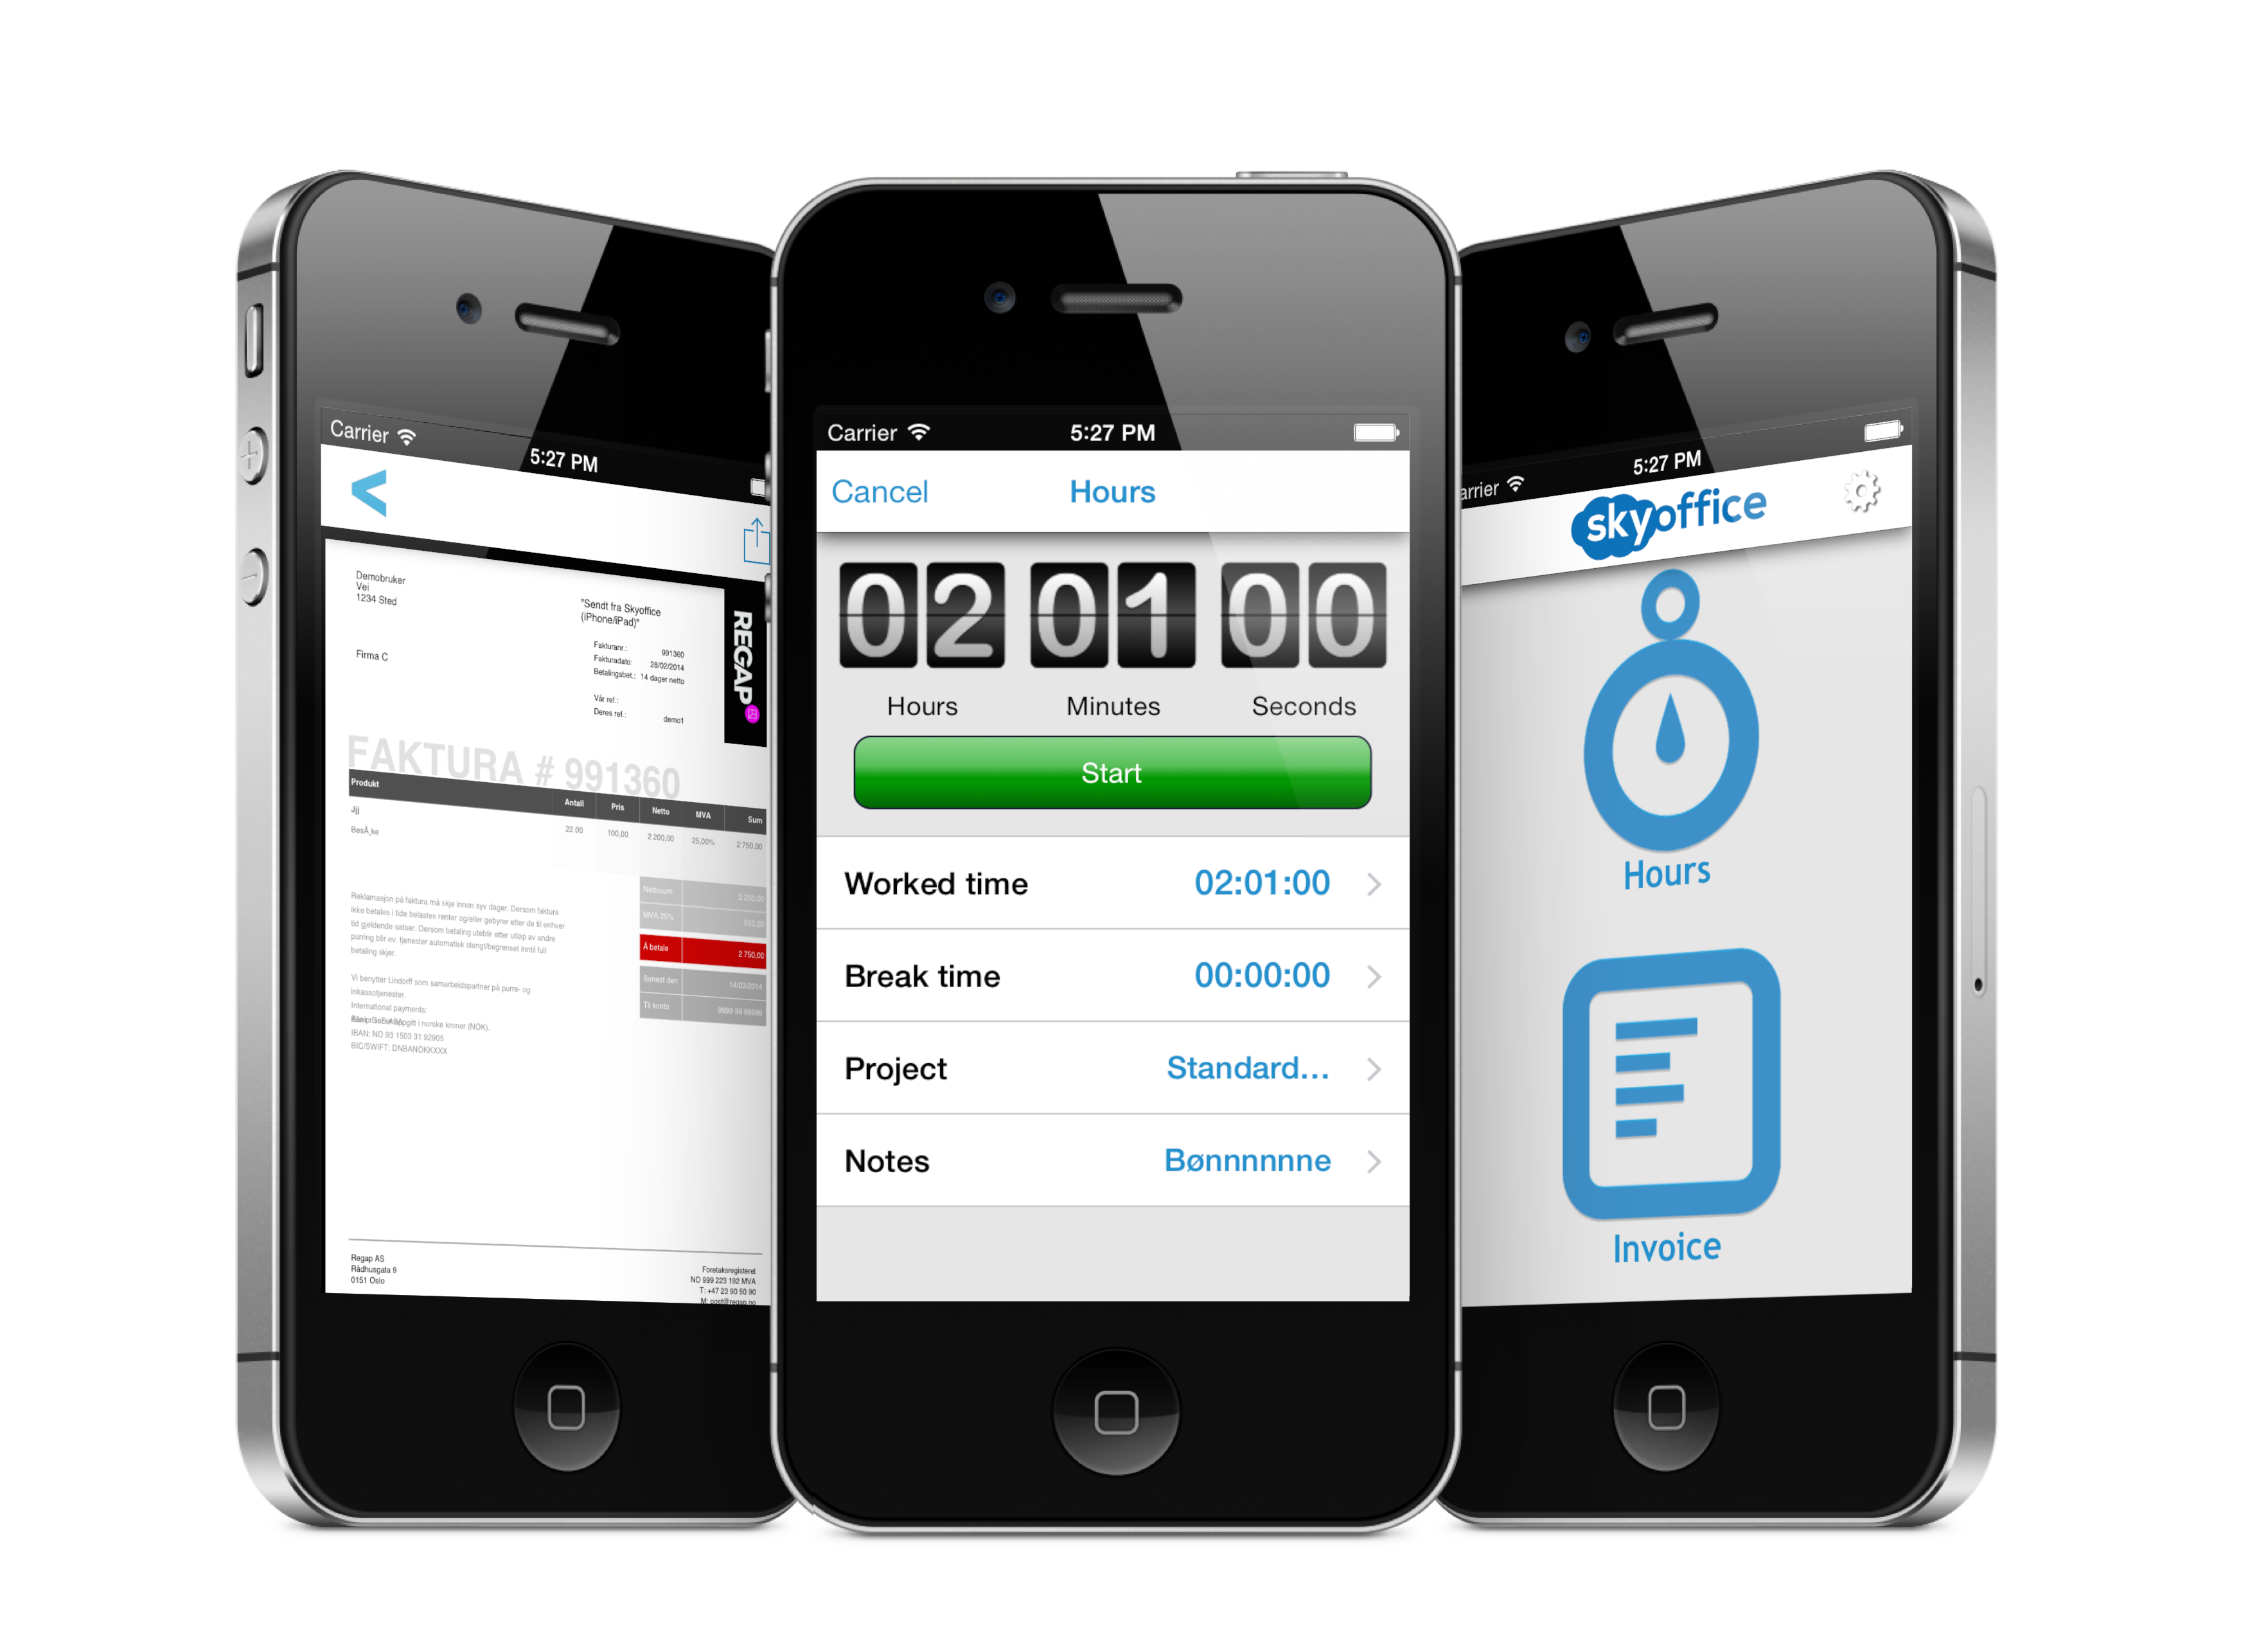 Carrier
5:27 PM
Demobruker
Vei
1234 Sted
"Sendt fra Skyoffice
(iPhone/iPad)"
Firma C
Fakturanr.: 991360
Fakturadato: 28/02/2014
Betalingsbet.: 14 dager netto
Vår ref.:
Deres ref.: demo1
REGAP
FAKTURA # 991360
Produkt Antall Pris Netto MVA Sum
Jjj
BesÃ¸ke 22.00 100,00 2 200,00 25,00% 2 750,00
Nettosum 2 200,00
MVA 25% 550,00
Å betale 2 750,00
Senest den 14/03/2014
Til konto 9999 99 99999
Reklamasjon på faktura må skje innen syv dager. Dersom faktura
ikke betales i tide belastes renter og/eller gebyrer etter de til enhver
tid gjeldende satser. Dersom betaling uteblir etter utløp av andre
purring blir ev. tjenester automatisk stengt/begrenset inntil full
betaling skjer.
Vi benytter Lindorff som samarbeidspartner på purre- og
inkassotjenester.
International payments:
i norske kroner (NOK).
IBAN: NO 93 1503 31 92905
BIC/SWIFT: DNBANOKKXXX
Regap AS
Rådhusgata 9
0151 Oslo
Foretaksregisteret
NO 999 223 192 MVA
T: +47 23 90 50 90
M: post@regap.no
Carrier 5:27 PM
Cancel Hours
02 01 00
Hours Minutes Seconds
Start
Worked time 02:01:00
Break time 00:00:00
Project Standard...
Notes Bønnnnnne
arrier 5:27 PM
skyoffice
Hours
Invoice